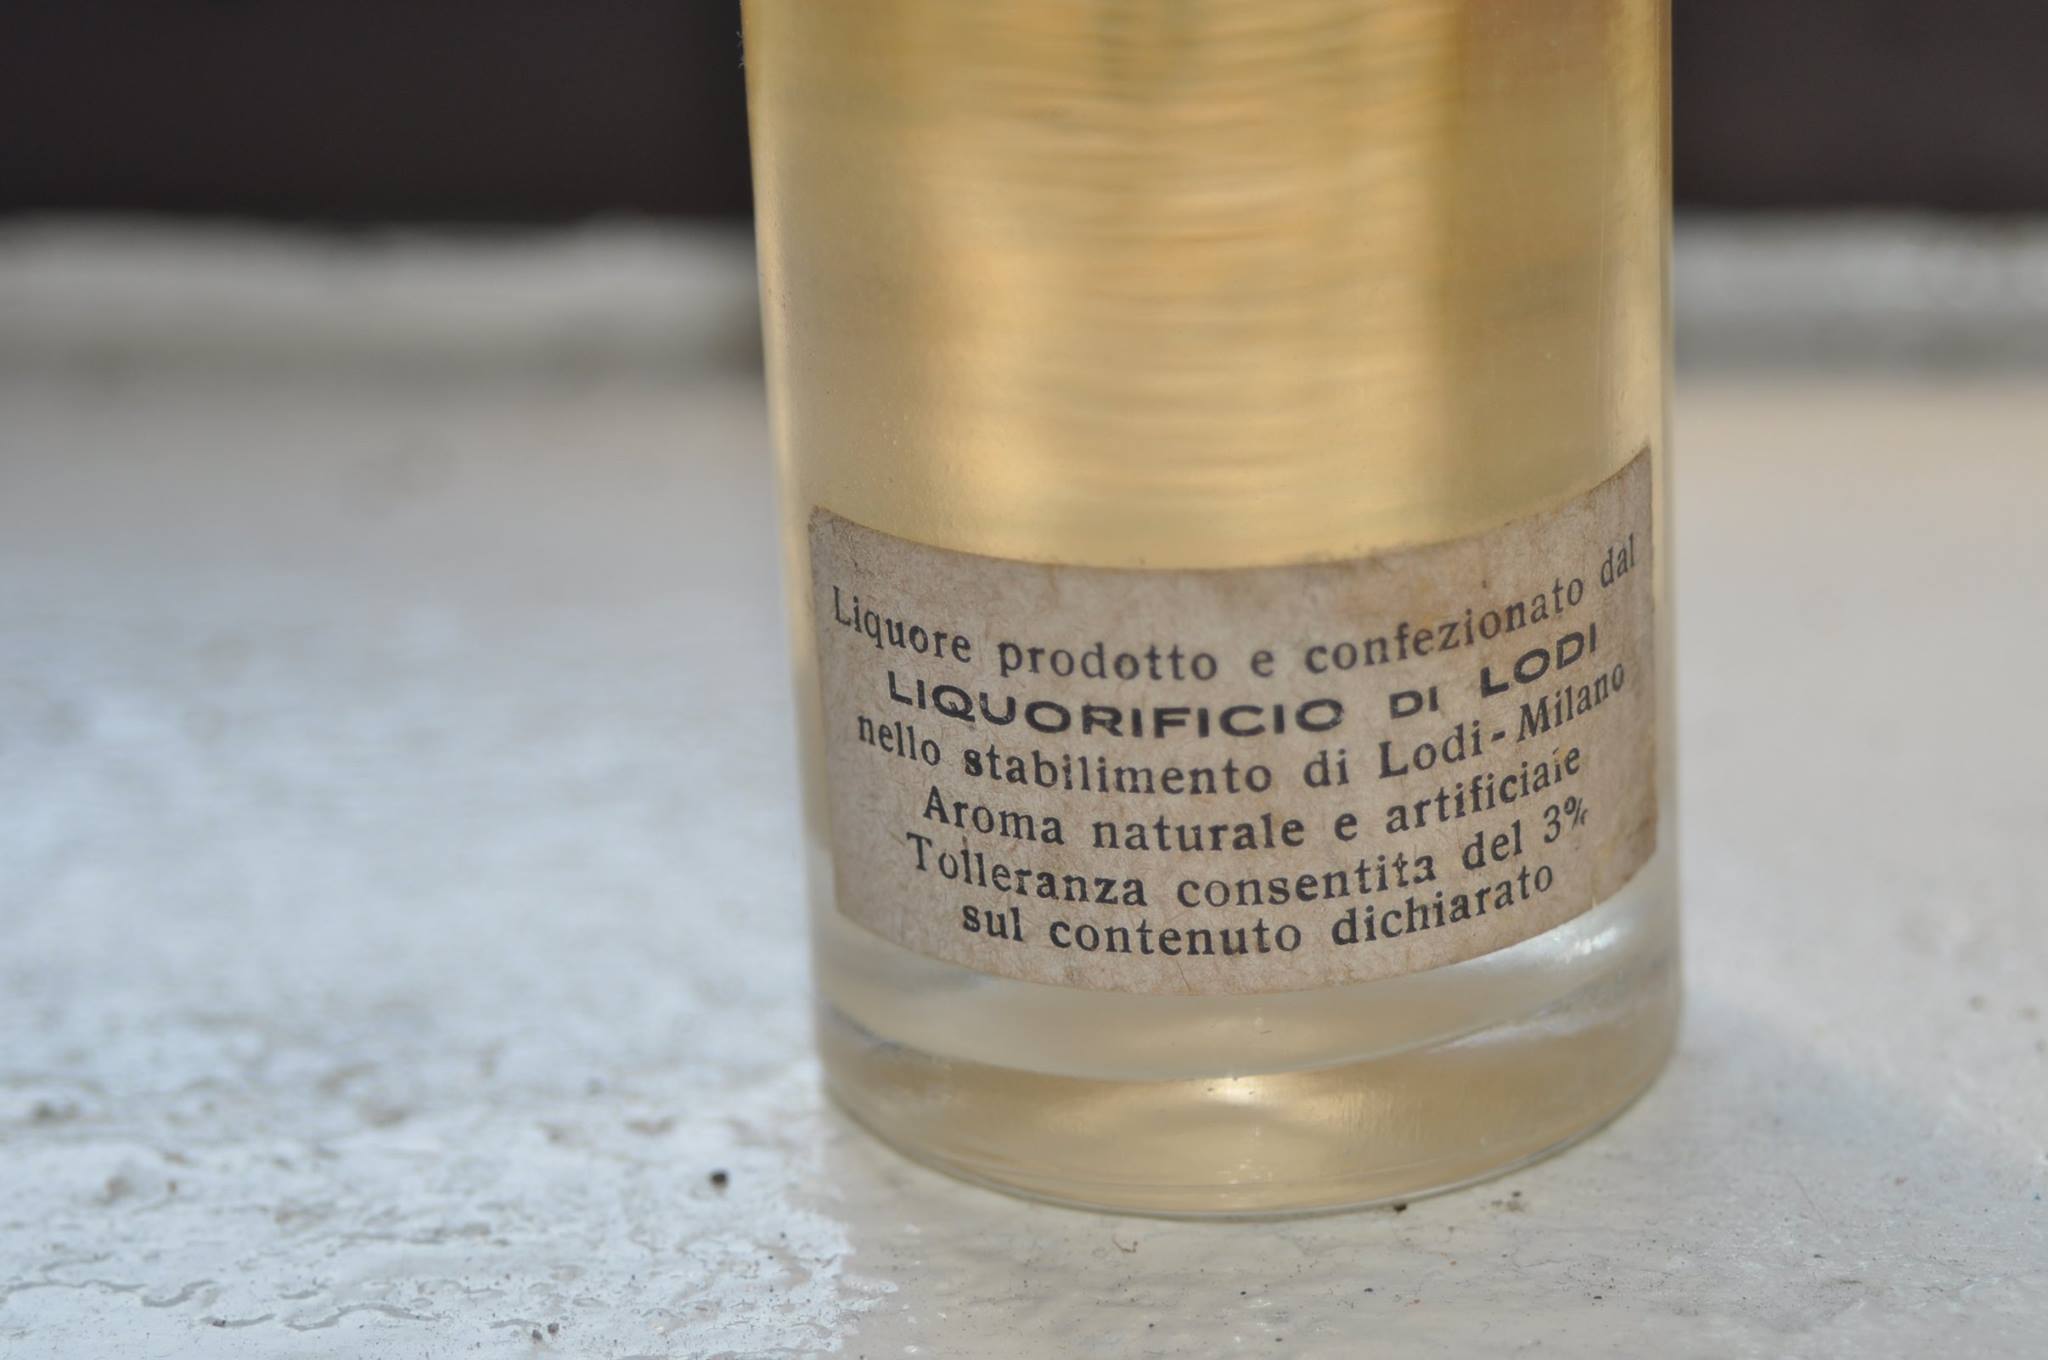 Liquore prodotto e confezionato dal
LIQUORIFICIO DI LODI
nello stabilimento di Lodi-Milano
Aroma naturale e artificiale
Tolleranza consentita del 3%
sul contenuto dichiarato